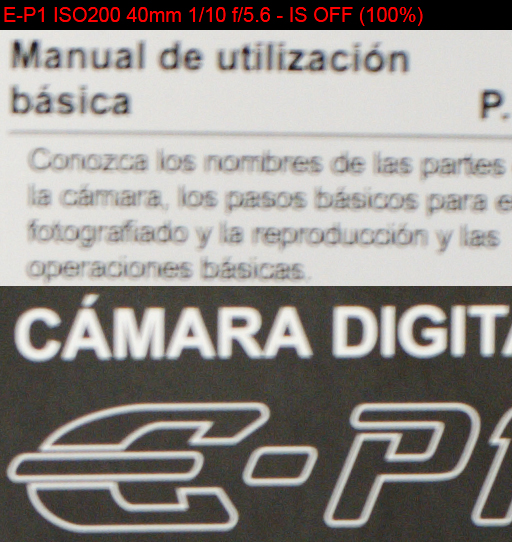 E-P1 ISO200 40mm 1/10 f/5.6 - IS OFF (100%)
Manual de utilización
básica P.
Conozca los nombres de las partes
la cámara, los pasos básicos para e
fotografiado y la reproducción y las
operaciones básicas.
CÁMARA DIGITA
E-P1